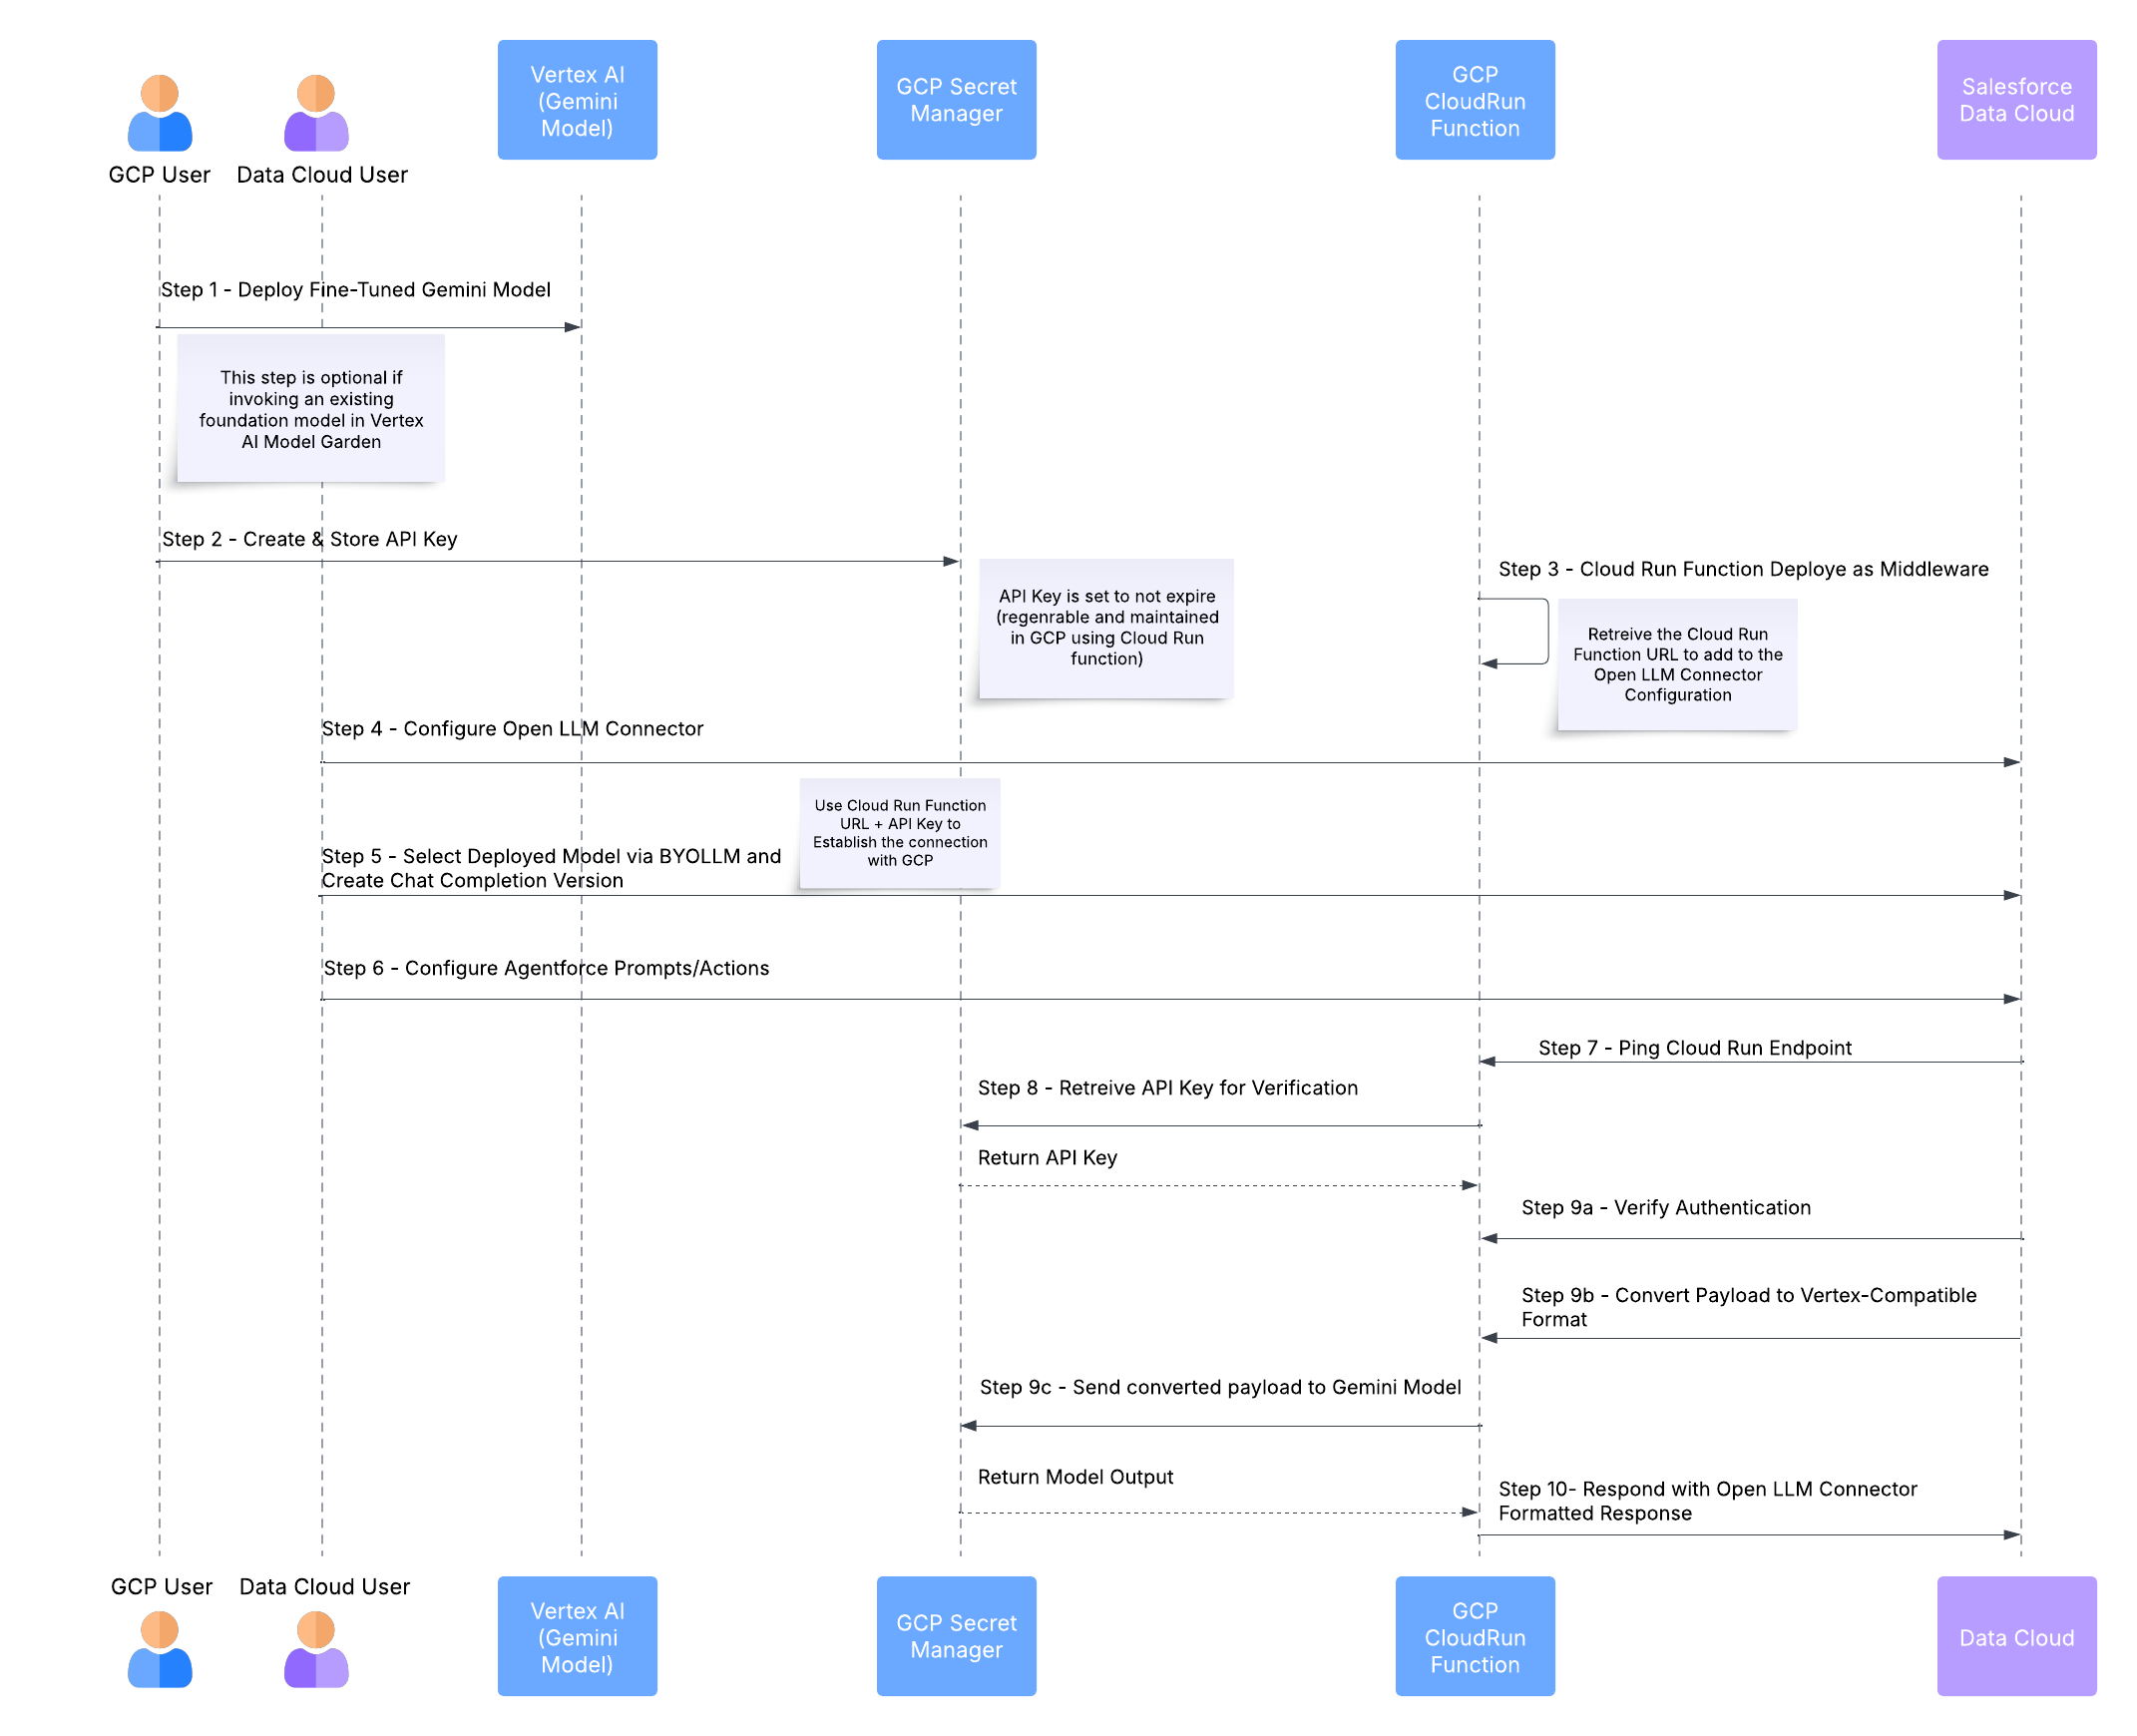 Vertex AI
(Gemini
Model)
GCP Secret
Manager
GCP
CloudRun
Function
Salesforce
Data Cloud
GCP User
Data Cloud User
Step 1 - Deploy Fine-Tuned Gemini Model
This step is optional if
invoking an existing
foundation model in Vertex
AI Model Garden
Step 2 - Create & Store API Key
API Key is set to not expire
(regenrable and maintained
in GCP using Cloud Run
function)
Step 3 - Cloud Run Function Deploye as Middleware
Retreive the Cloud Run
Function URL to add to the
Open LLM Connector
Configuration
Step 4 - Configure Open LLM Connector
Use Cloud Run Function
URL + API Key to
Establish the connection
with GCP
Step 5 - Select Deployed Model via BYOLLM and
Create Chat Completion Version
Step 6 - Configure Agentforce Prompts/Actions
Step 7 - Ping Cloud Run Endpoint
Step 8 - Retreive API Key for Verification
Return API Key
Step 9a - Verify Authentication
Step 9b - Convert Payload to Vertex-Compatible
Format
Step 9c - Send converted payload to Gemini Model
Return Model Output
Step 10- Respond with Open LLM Connector
Formatted Response
GCP User
Data Cloud User
Vertex AI
(Gemini
Model)
GCP Secret
Manager
GCP
CloudRun
Function
Data Cloud